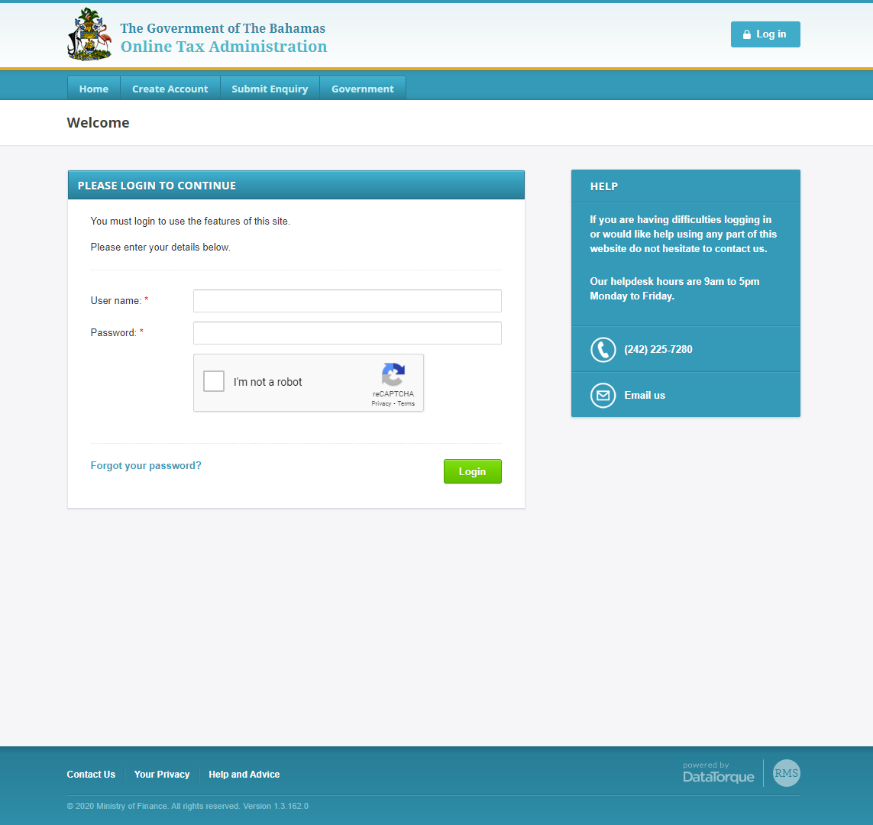 The Government of The Bahamas
Online Tax Administration
Log in
Home
Create Account
Submit Enquiry
Government
Welcome
PLEASE LOGIN TO CONTINUE
You must login to use the features of this site.
Please enter your details below.
User name: *
Password: *
I'm not a robot
reCAPTCHA
Privacy - Terms
Forgot your password?
Login
HELP
If you are having difficulties logging in
or would like help using any part of this
website do not hesitate to contact us.
Our helpdesk hours are 9am to 5pm
Monday to Friday.
(242) 225-7280
Email us
Contact Us
Your Privacy
Help and Advice
powered by
DataTorque
RMS
© 2020 Ministry of Finance. All rights reserved. Version 1.3.162.0